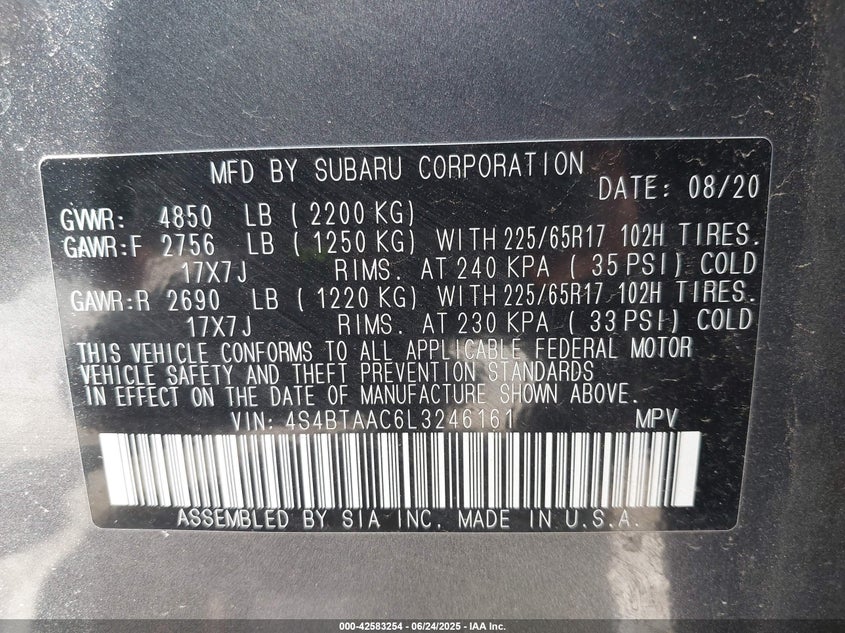 MFD BY SUBARU CORPORATION
DATE: 08/20
GVWR: 4850 LB ( 2200 KG)
GAWR:F 2756 LB ( 1250 KG) WITH 225/65R17 102H TIRES.
17X7J RIMS. AT 240 KPA ( 35 PSI) COLD
GAWR:R 2690 LB ( 1220 KG) WITH 225/65R17 102H TIRES.
17X7J RIMS. AT 230 KPA ( 33 PSI) COLD
THIS VEHICLE CONFORMS TO ALL APPLICABLE FEDERAL MOTOR
VEHICLE SAFETY AND THEFT PREVENTION STANDARDS
IN EFFECT ON THE DATE OF MANUFACTURE SHOWN ABOVE.
VIN: 4S4BTAAC6L3246161 MPV
ASSEMBLED BY SIA INC. MADE IN U.S.A.
000-42583254 - 06/24/2025 - IAA Inc.